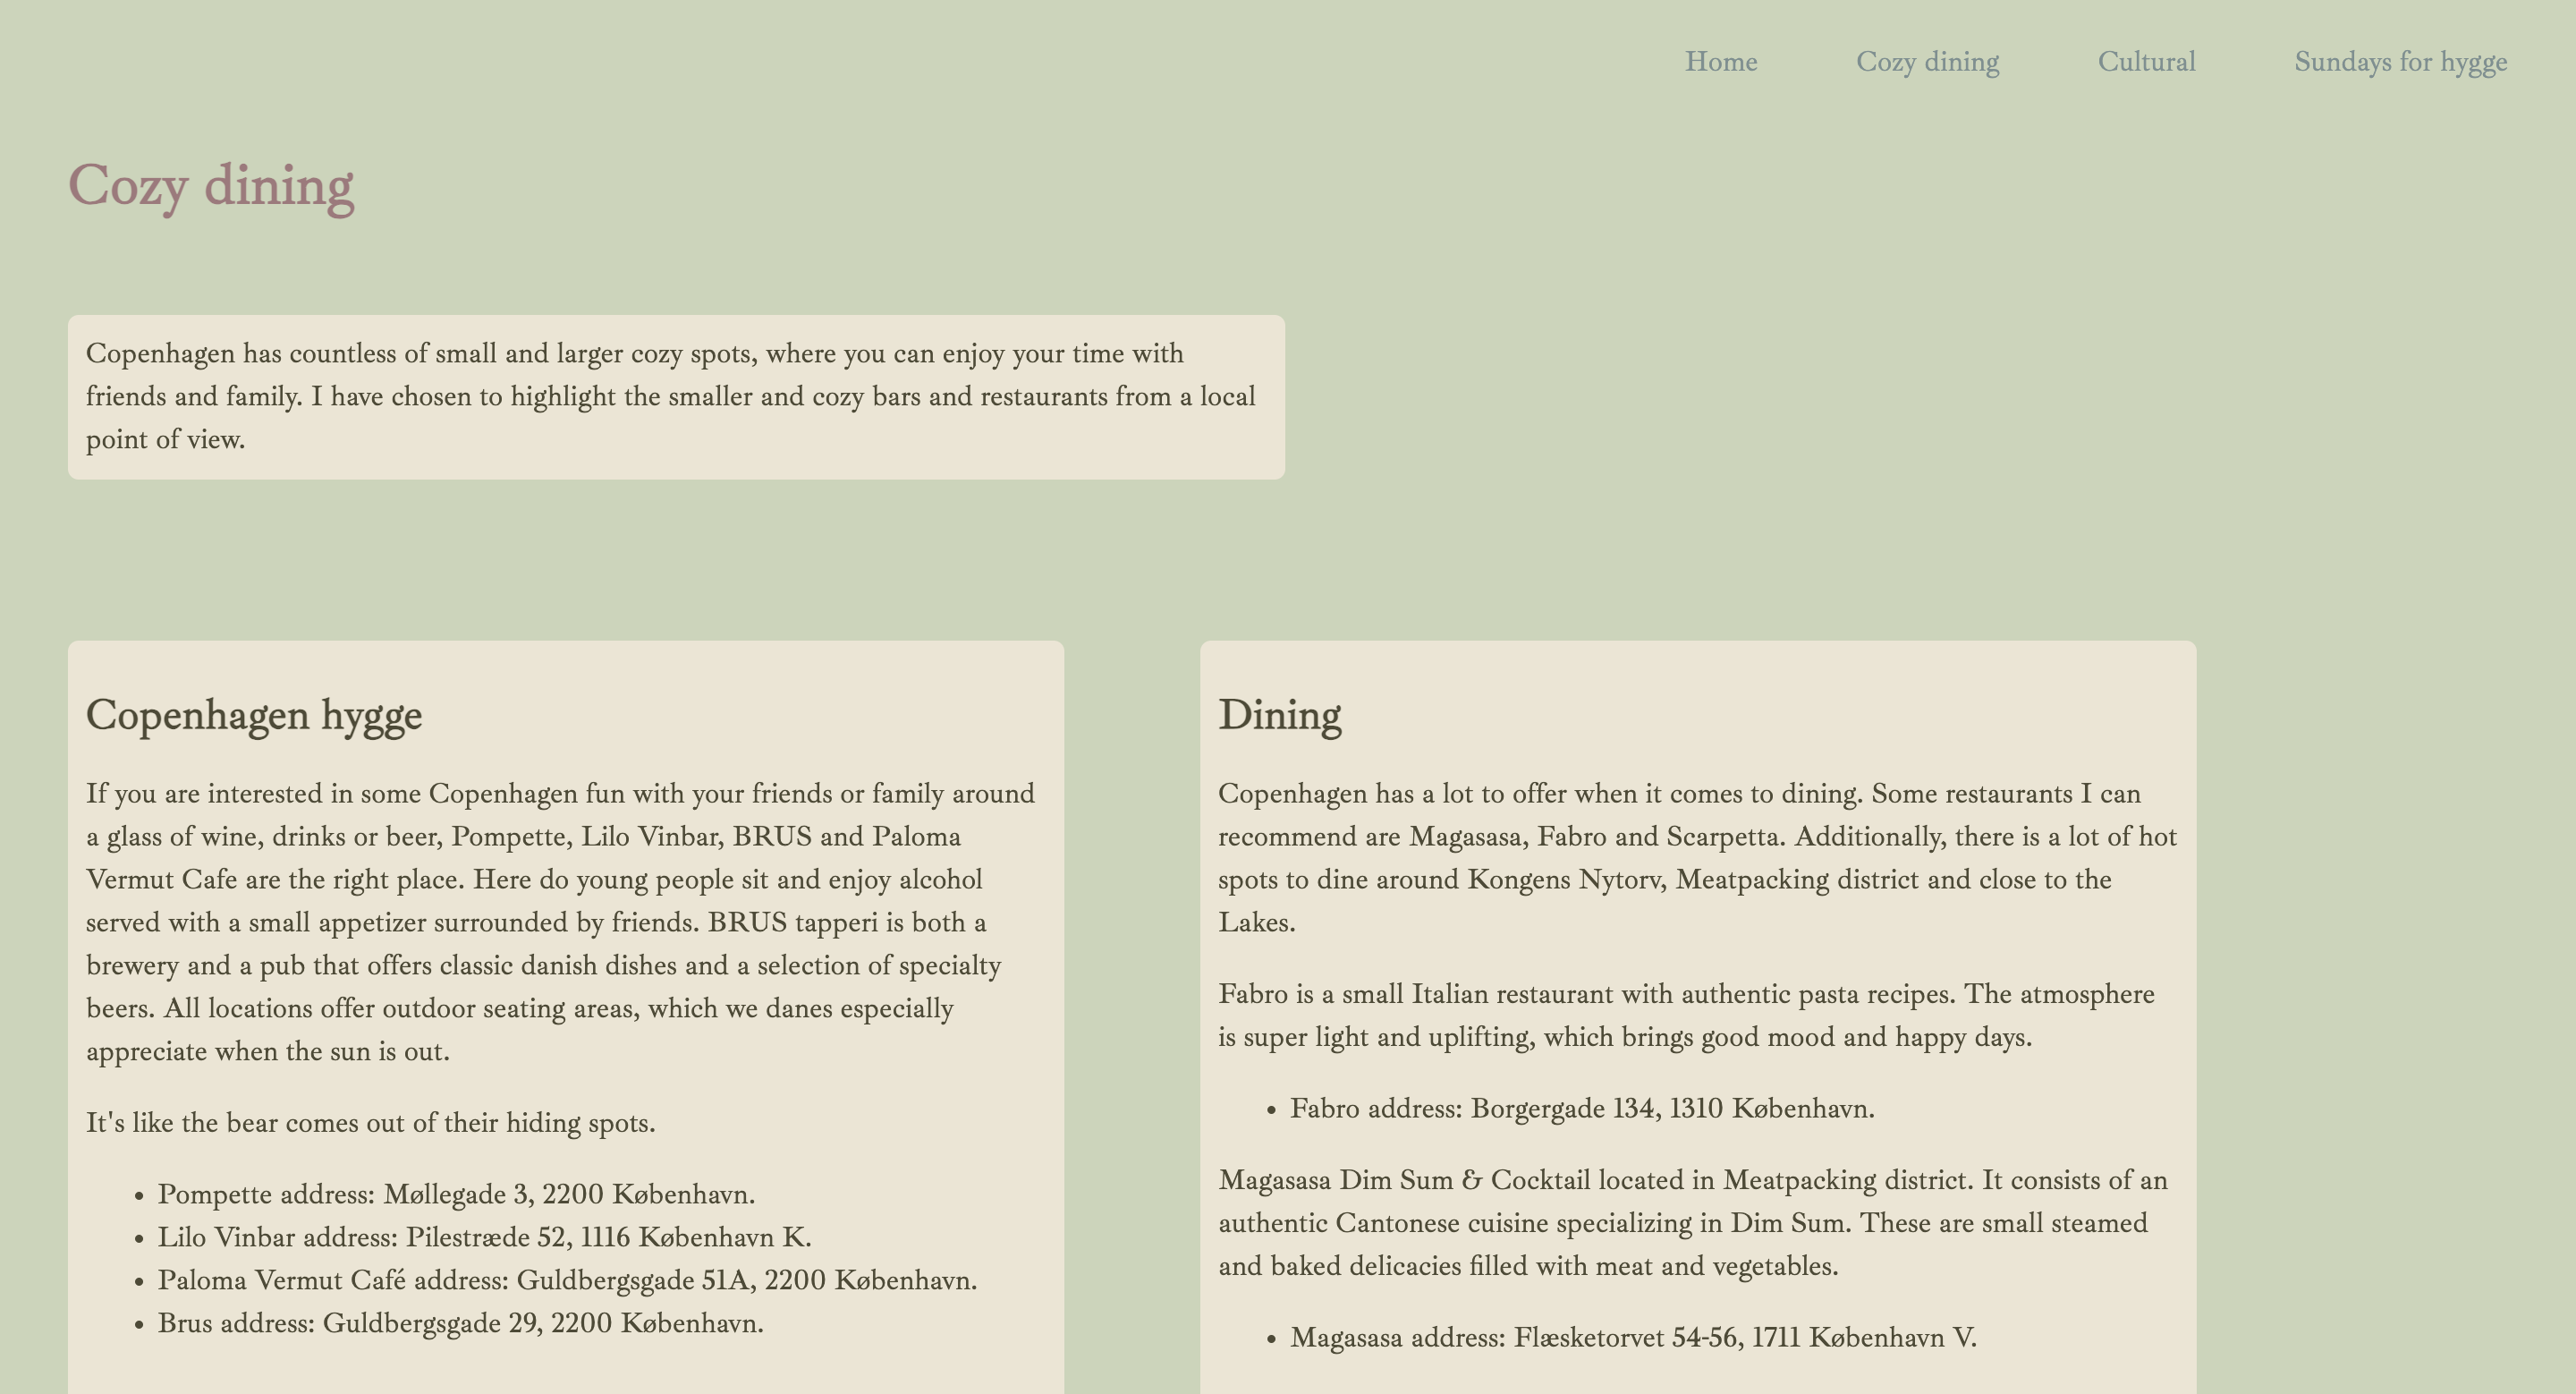 Home Cozy dining Cultural Sundays for hygge
Cozy dining
Copenhagen has countless of small and larger cozy spots, where you can enjoy your time with
friends and family. I have chosen to highlight the smaller and cozy bars and restaurants from a local
point of view.
Copenhagen hygge
If you are interested in some Copenhagen fun with your friends or family around
a glass of wine, drinks or beer, Pompette, Lilo Vinbar, BRUS and Paloma
Vermut Cafe are the right place. Here do young people sit and enjoy alcohol
served with a small appetizer surrounded by friends. BRUS tapperi is both a
brewery and a pub that offers classic danish dishes and a selection of specialty
beers. All locations offer outdoor seating areas, which we danes especially
appreciate when the sun is out.
It's like the bear comes out of their hiding spots.
• Pompette address: Møllegade 3, 2200 København.
• Lilo Vinbar address: Pilestræde 52, 1116 København K.
• Paloma Vermut Café address: Guldbergsgade 51A, 2200 København.
• Brus address: Guldbergsgade 29, 2200 København.
Dining
Copenhagen has a lot to offer when it comes to dining. Some restaurants I can
recommend are Magasasa, Fabro and Scarpetta. Additionally, there is a lot of hot
spots to dine around Kongens Nytorv, Meatpacking district and close to the
Lakes.
Fabro is a small Italian restaurant with authentic pasta recipes. The atmosphere
is super light and uplifting, which brings good mood and happy days.
• Fabro address: Borgergade 134, 1310 København.
Magasasa Dim Sum & Cocktail located in Meatpacking district. It consists of an
authentic Cantonese cuisine specializing in Dim Sum. These are small steamed
and baked delicacies filled with meat and vegetables.
• Magasasa address: Flæsketorvet 54-56, 1711 København V.